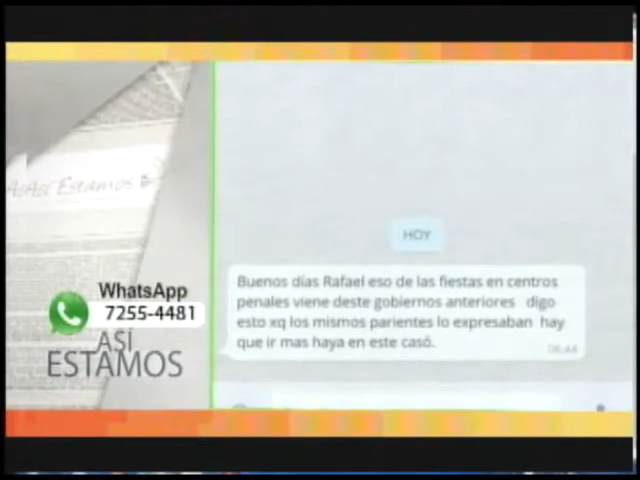 AsAsí Estamos
HOY
Buenos días Rafael eso de las fiestas en centros
penales viene deste gobiernos anteriores digo
esto xq los mismos parientes lo expresaban hay
que ir mas haya en este casó.
06:44
WhatsApp
7255-4481
ASÍ
ESTAMOS